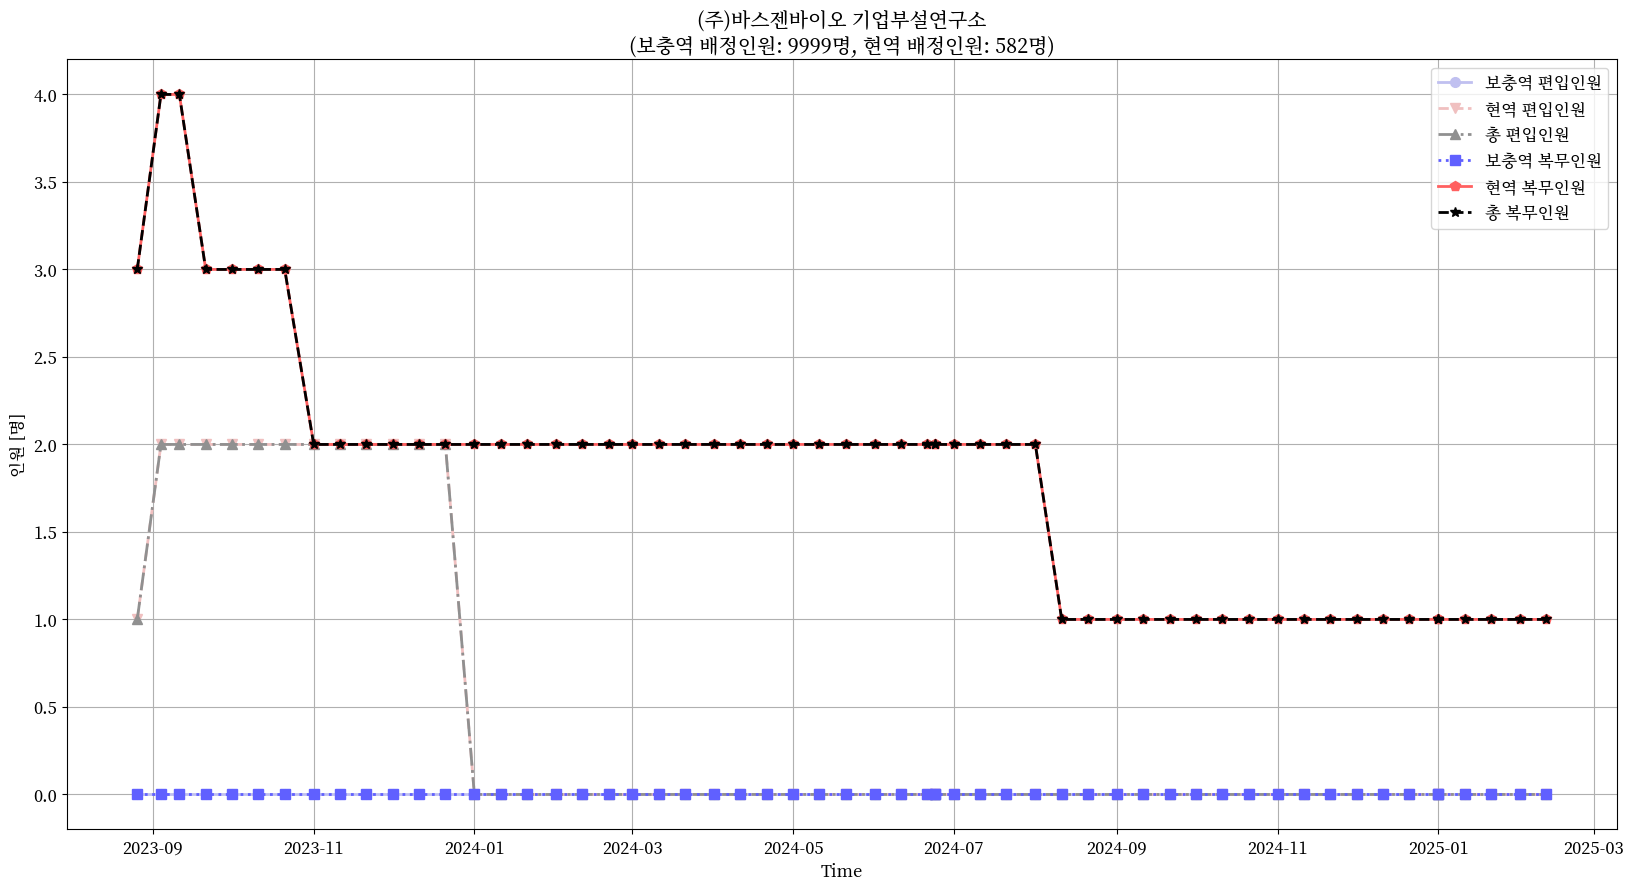 (주)바스젠바이오 기업부설연구소
(보충역 배정인원: 9999명, 현역 배정인원: 582명)
보충역 편입인원
현역 편입인원
총 편입인원
보충역 복무인원
현역 복무인원
총 복무인원
인원 [명]
4.0
3.5
3.0
2.5
2.0
1.5
1.0
0.5
0.0
2023-09
2023-11
2024-01
2024-03
2024-05
2024-07
2024-09
2024-11
2025-01
2025-03
Time